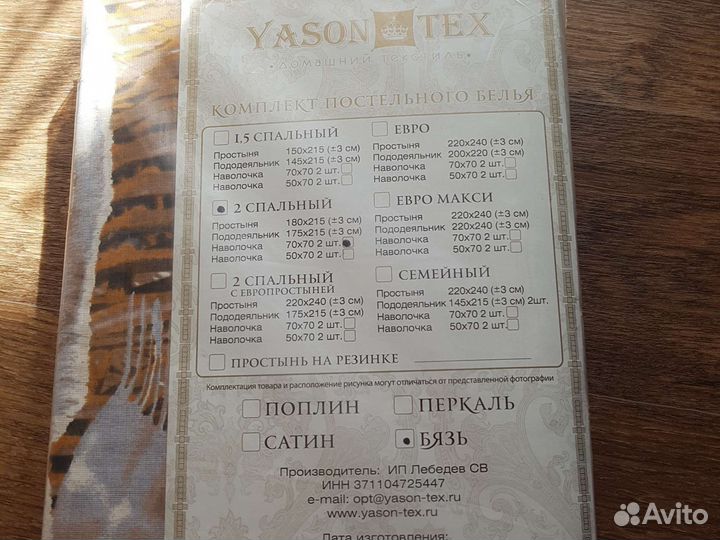 YASON TEX
• ДОМАШНИЙ ТЕКСТИЛЬ •
КОМПЛЕКТ ПОСТЕЛЬНОГО БЕЛЬЯ
1.5 СПАЛЬНЫЙ
Простыня 150х215 (±3 см)
Пододеяльник 145х215 (±3 см)
Наволочка 70х70 2 шт.
Наволочка 50х70 2 шт.
ЕВРО
Простыня 220х240 (±3 см)
Пододеяльник 200х220 (±3 см)
Наволочка 70х70 2 шт.
Наволочка 50х70 2 шт.
2 СПАЛЬНЫЙ
Простыня 180х215 (±3 см)
Пододеяльник 175х215 (±3 см)
Наволочка 70х70 2 шт.
Наволочка 50х70 2 шт.
ЕВРО МАКСИ
Простыня 220х240 (±3 см)
Пододеяльник 220х240 (±3 см)
Наволочка 70х70 2 шт.
Наволочка 50х70 2 шт.
2 СПАЛЬНЫЙ
С ЕВРОПРОСТЫНЕЙ
Простыня 220х240 (±3 см)
Пододеяльник 175х215 (±3 см)
Наволочка 70х70 2 шт.
Наволочка 50х70 2 шт.
СЕМЕЙНЫЙ
Простыня 220х240 (±3 см)
Пододеяльник 145х215 (±3 см) 2шт.
Наволочка 70х70 2 шт.
Наволочка 50х70 2 шт.
ПРОСТЫНЬ НА РЕЗИНКЕ
Комплектация товара и расположение рисунка могут отличаться от представленной фотографии
ПОПЛИН
ПЕРКАЛЬ
САТИН
БЯЗЬ
Производитель: ИП Лебедев СВ
ИНН 371104725447
e-mail: opt@yason-tex.ru
www.yason-tex.ru
Дата изготовления:
Avito